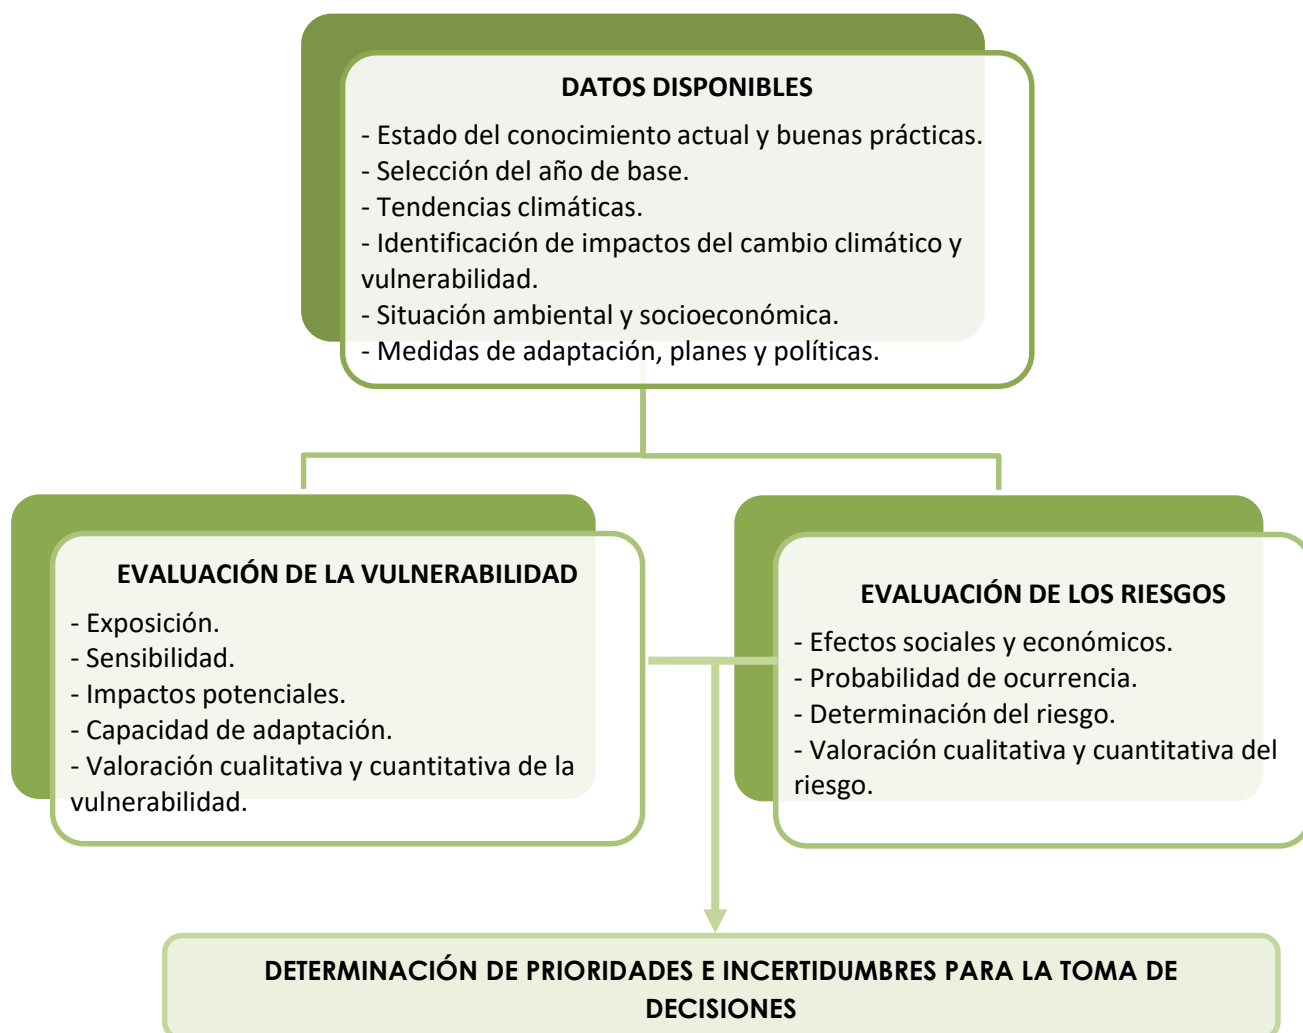 DATOS DISPONIBLES
- Estado del conocimiento actual y buenas prácticas.
- Selección del año de base.
- Tendencias climáticas.
- Identificación de impactos del cambio climático y
vulnerabilidad.
- Situación ambiental y socioeconómica.
- Medidas de adaptación, planes y políticas.
EVALUACIÓN DE LA VULNERABILIDAD
- Exposición.
- Sensibilidad.
- Impactos potenciales.
- Capacidad de adaptación.
- Valoración cualitativa y cuantitativa de la
vulnerabilidad.
EVALUACIÓN DE LOS RIESGOS
- Efectos sociales y económicos.
- Probabilidad de ocurrencia.
- Determinación del riesgo.
- Valoración cualitativa y cuantitativa del
riesgo.
DETERMINACIÓN DE PRIORIDADES E INCERTIDUMBRES PARA LA TOMA DE
DECISIONES